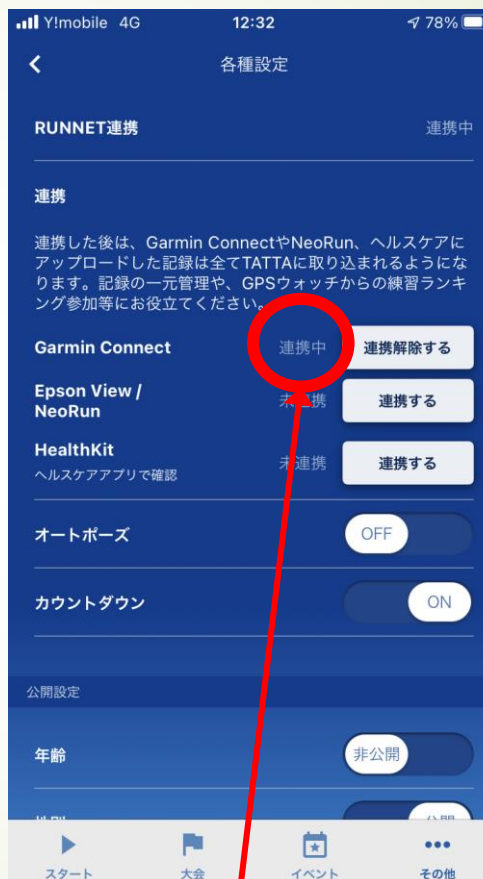 Y!mobile 4G 12:32 78%
各種設定
RUNNET連携 連携中
連携
連携した後は、Garmin ConnectやNeoRun、ヘルスケアに
アップロードした記録は全てTATTAに取り込まれるようにな
ります。記録の一元管理や、GPSウォッチからの練習ランキ
ング参加等にお役立てください。
Garmin Connect 連携中 連携解除する
Epson View /
NeoRun 未連携 連携する
HealthKit
ヘルスケアアプリで確認 未連携 連携する
オートポーズ OFF
カウントダウン ON
公開設定
年齢 非公開
スタート 大会 イベント その他